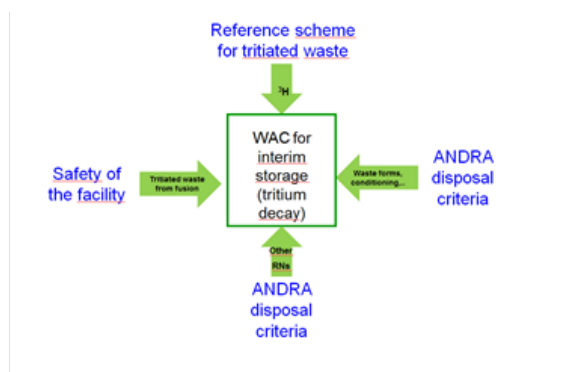 Reference scheme
for tritiated waste
³H
WAC for
interim
storage
(tritium
decay)
Safety of
the facility
Tritiated waste
from fusion
Waste forms,
conditioning...
ANDRA
disposal
criteria
Other
RNs
ANDRA
disposal
criteria